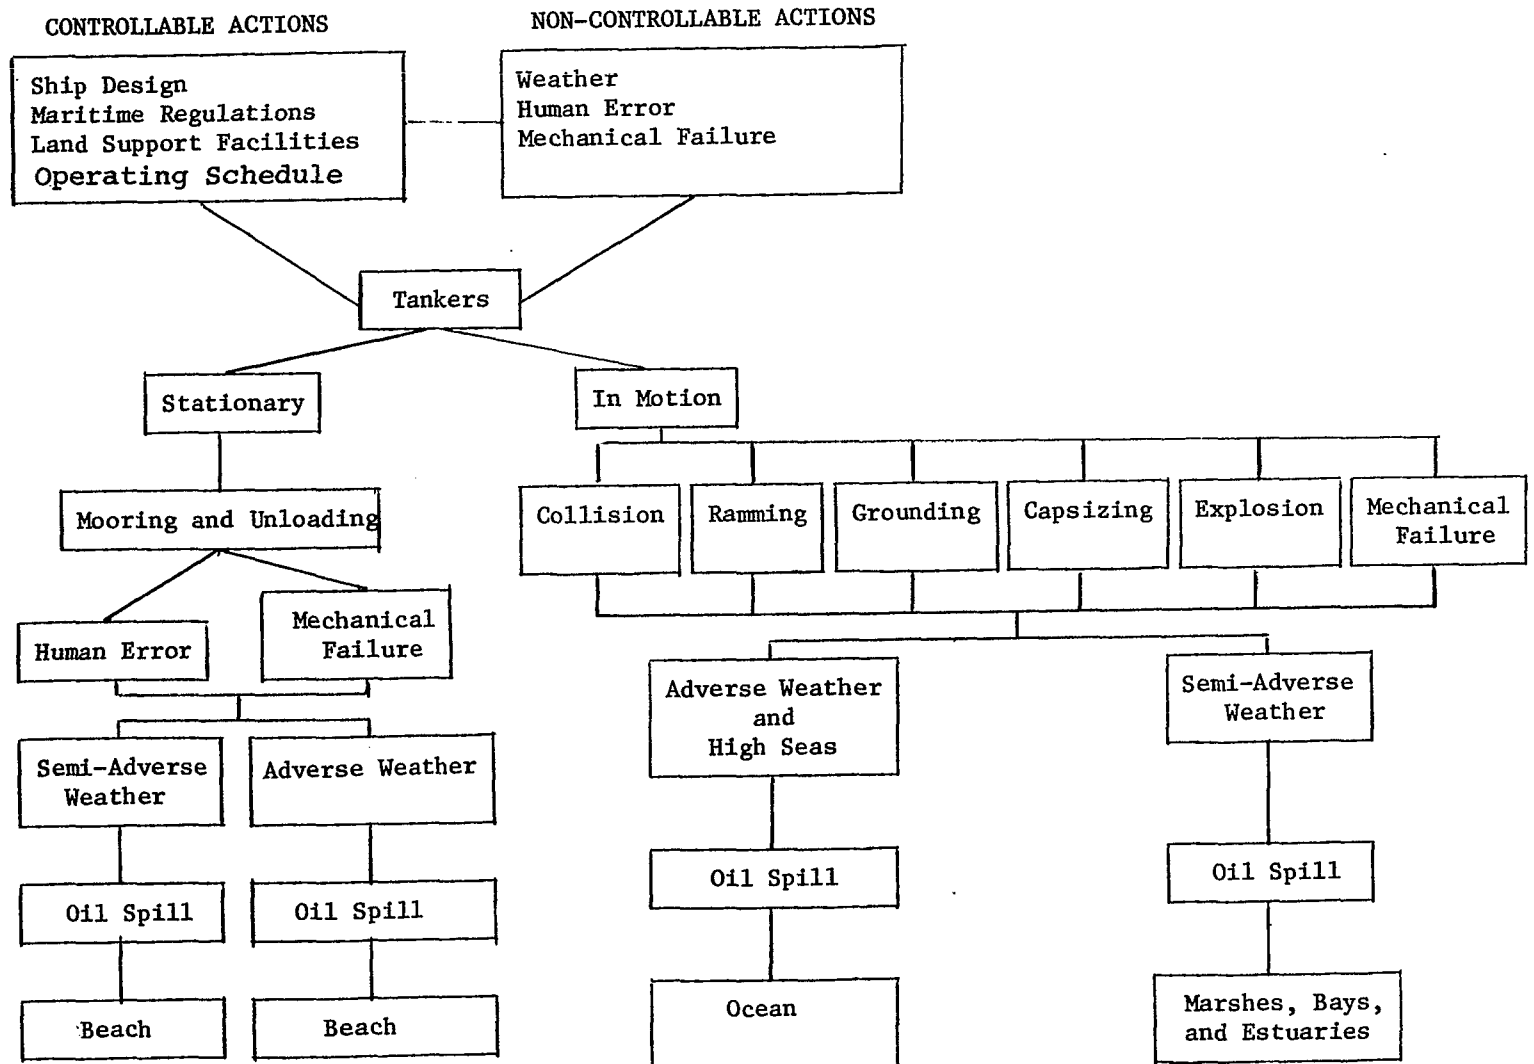 CONTROLLABLE ACTIONS
NON-CONTROLLABLE ACTIONS
Ship Design
Maritime Regulations
Land Support Facilities
Operating Schedule
Weather
Human Error
Mechanical Failure
Tankers
Stationary
In Motion
Mooring and Unloading
Collision
Ramming
Grounding
Capsizing
Explosion
Mechanical
Failure
Human Error
Mechanical
Failure
Semi-Adverse
Weather
Adverse Weather
Adverse Weather
and
High Seas
Semi-Adverse
Weather
Oil Spill
Oil Spill
Oil Spill
Oil Spill
Beach
Beach
Ocean
Marshes, Bays,
and Estuaries